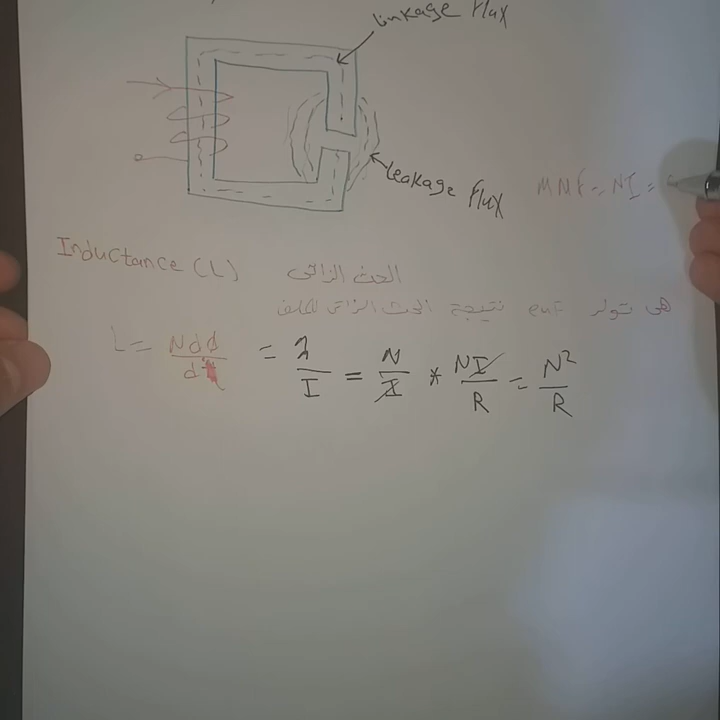 linkage flux
Leakage flux
MMF = NI =
Inductance (L) الحث الذاتي
هى تولد emf نتيجة الحث الذاتي للملف
L = Ndϕ/dt = λ/I = N/I * NI/R = N²/R